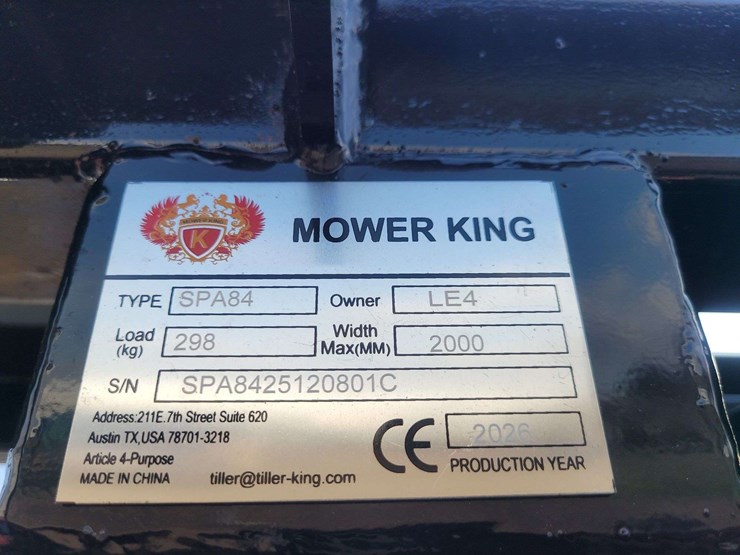 K
MOWER KING
TYPE SPA84 Owner LE4
Load (kg) 298 Width Max(MM) 2000
S/N SPA8425120801C
Address:211E.7th Street Suite 620
Austin TX,USA 78701-3218
Article 4-Purpose
MADE IN CHINA tiller@tiller-king.com
CE 2026
PRODUCTION YEAR